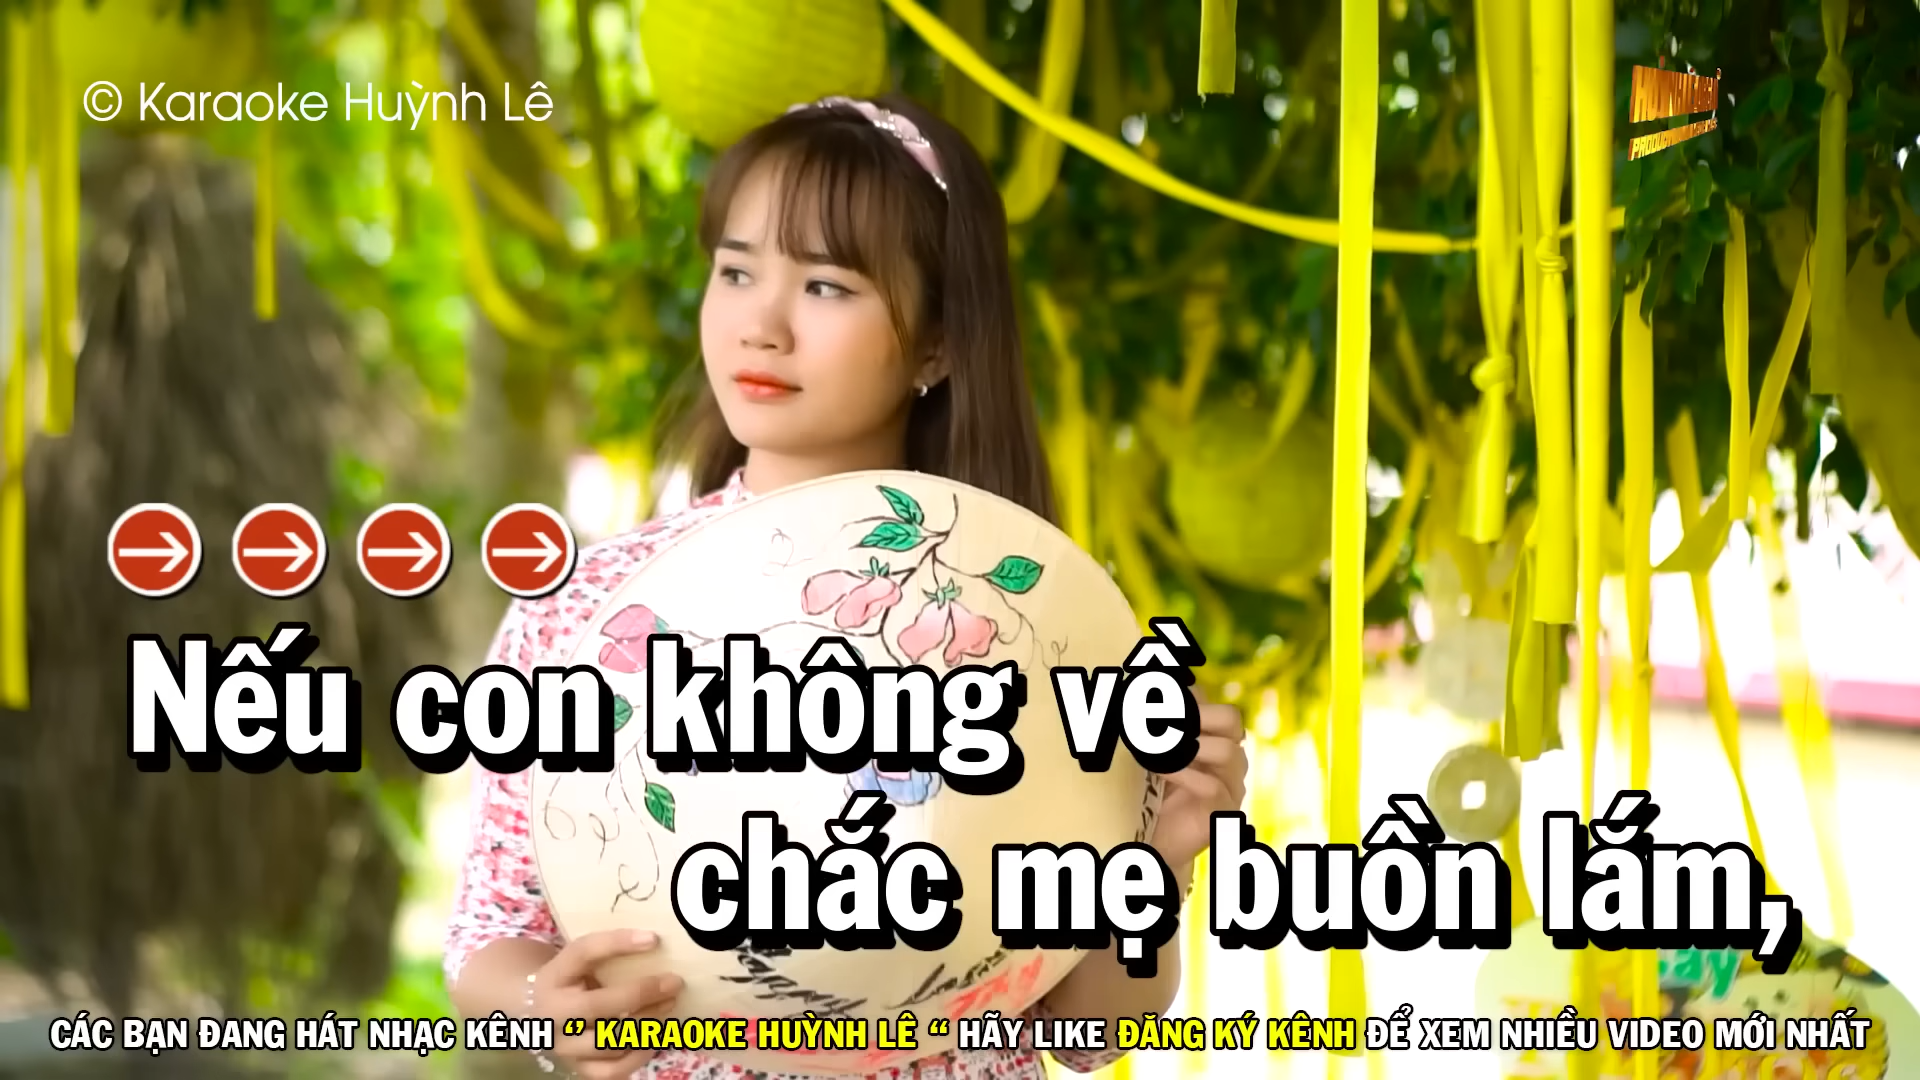 © Karaoke Huỳnh Lê
Nếu con không về
chắc mẹ buồn lắm,
CÁC BẠN ĐANG HÁT NHẠC KÊNH ‘’ KARAOKE HUỲNH LÊ “ HÃY LIKE ĐĂNG KÝ KÊNH ĐỂ XEM NHIỀU VIDEO MỚI NHẤT